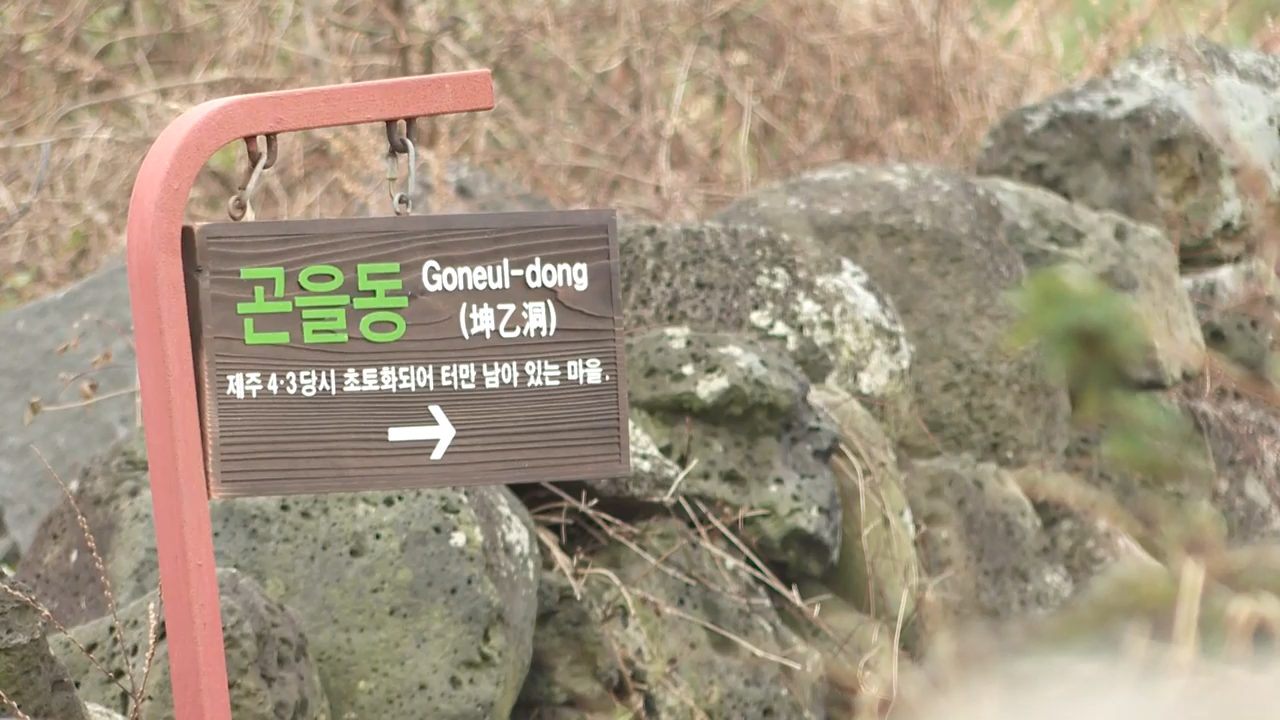 곤을동 Goneul-dong
(坤乙洞)
제주 4·3당시 초토화되어 터만 남아 있는 마을.